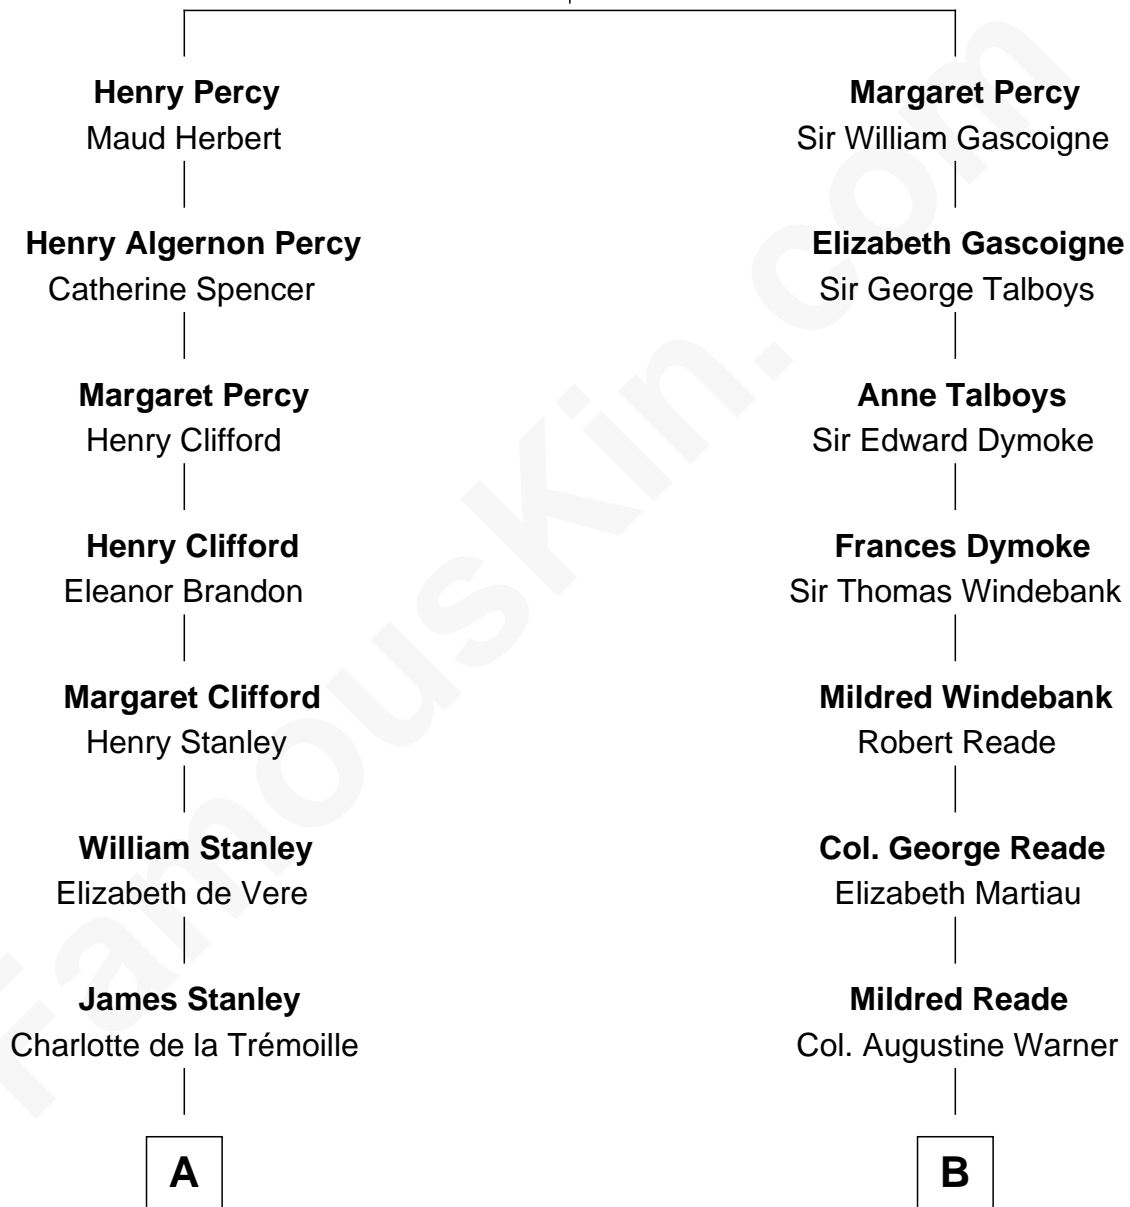 Henry Percy
Maud Herbert
Henry Algernon Percy
Catherine Spencer
Margaret Percy
Henry Clifford
Henry Clifford
Eleanor Brandon
Margaret Clifford
Henry Stanley
William Stanley
Elizabeth de Vere
James Stanley
Charlotte de la Trémoille
A
Margaret Percy
Sir William Gascoigne
Elizabeth Gascoigne
Sir George Talboys
Anne Talboys
Sir Edward Dymoke
Frances Dymoke
Sir Thomas Windebank
Mildred Windebank
Robert Reade
Col. George Reade
Elizabeth Martiau
Mildred Reade
Col. Augustine Warner
B
FamousKin.com